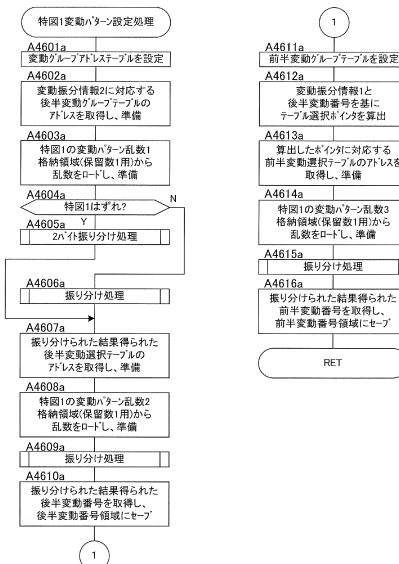 特図1変動パターン設定処理
A4601a
変動グループアドレステーブルを設定
A4602a
変動振分情報2に対応する
後半変動グループテーブルの
アドレスを取得し、準備
A4603a
特図1の変動パターン乱数1
格納領域(保留数1用)から
乱数をロードし、準備
A4604a
特図1はずれ?
N
Y
A4605a
2バイト振り分け処理
A4606a
振り分け処理
A4607a
振り分けられた結果得られた
後半変動選択テーブルの
アドレスを取得し、準備
A4608a
特図1の変動パターン乱数2
格納領域(保留数1用)から
乱数をロードし、準備
A4609a
振り分け処理
A4610a
振り分けられた結果得られた
後半変動番号を取得し、
後半変動番号領域にセーブ
1
1
A4611a
前半変動グループテーブルを設定
A4612a
変動振分情報1と
後半変動番号を基に
テーブル選択ポインタを算出
A4613a
算出したポインタに対応する
前半変動選択テーブルのアドレスを
取得し、準備
A4614a
特図1の変動パターン乱数3
格納領域(保留数1用)から
乱数をロードし、準備
A4615a
振り分け処理
A4616a
振り分けられた結果得られた
前半変動番号を取得し、
前半変動番号領域にセーブ
RET